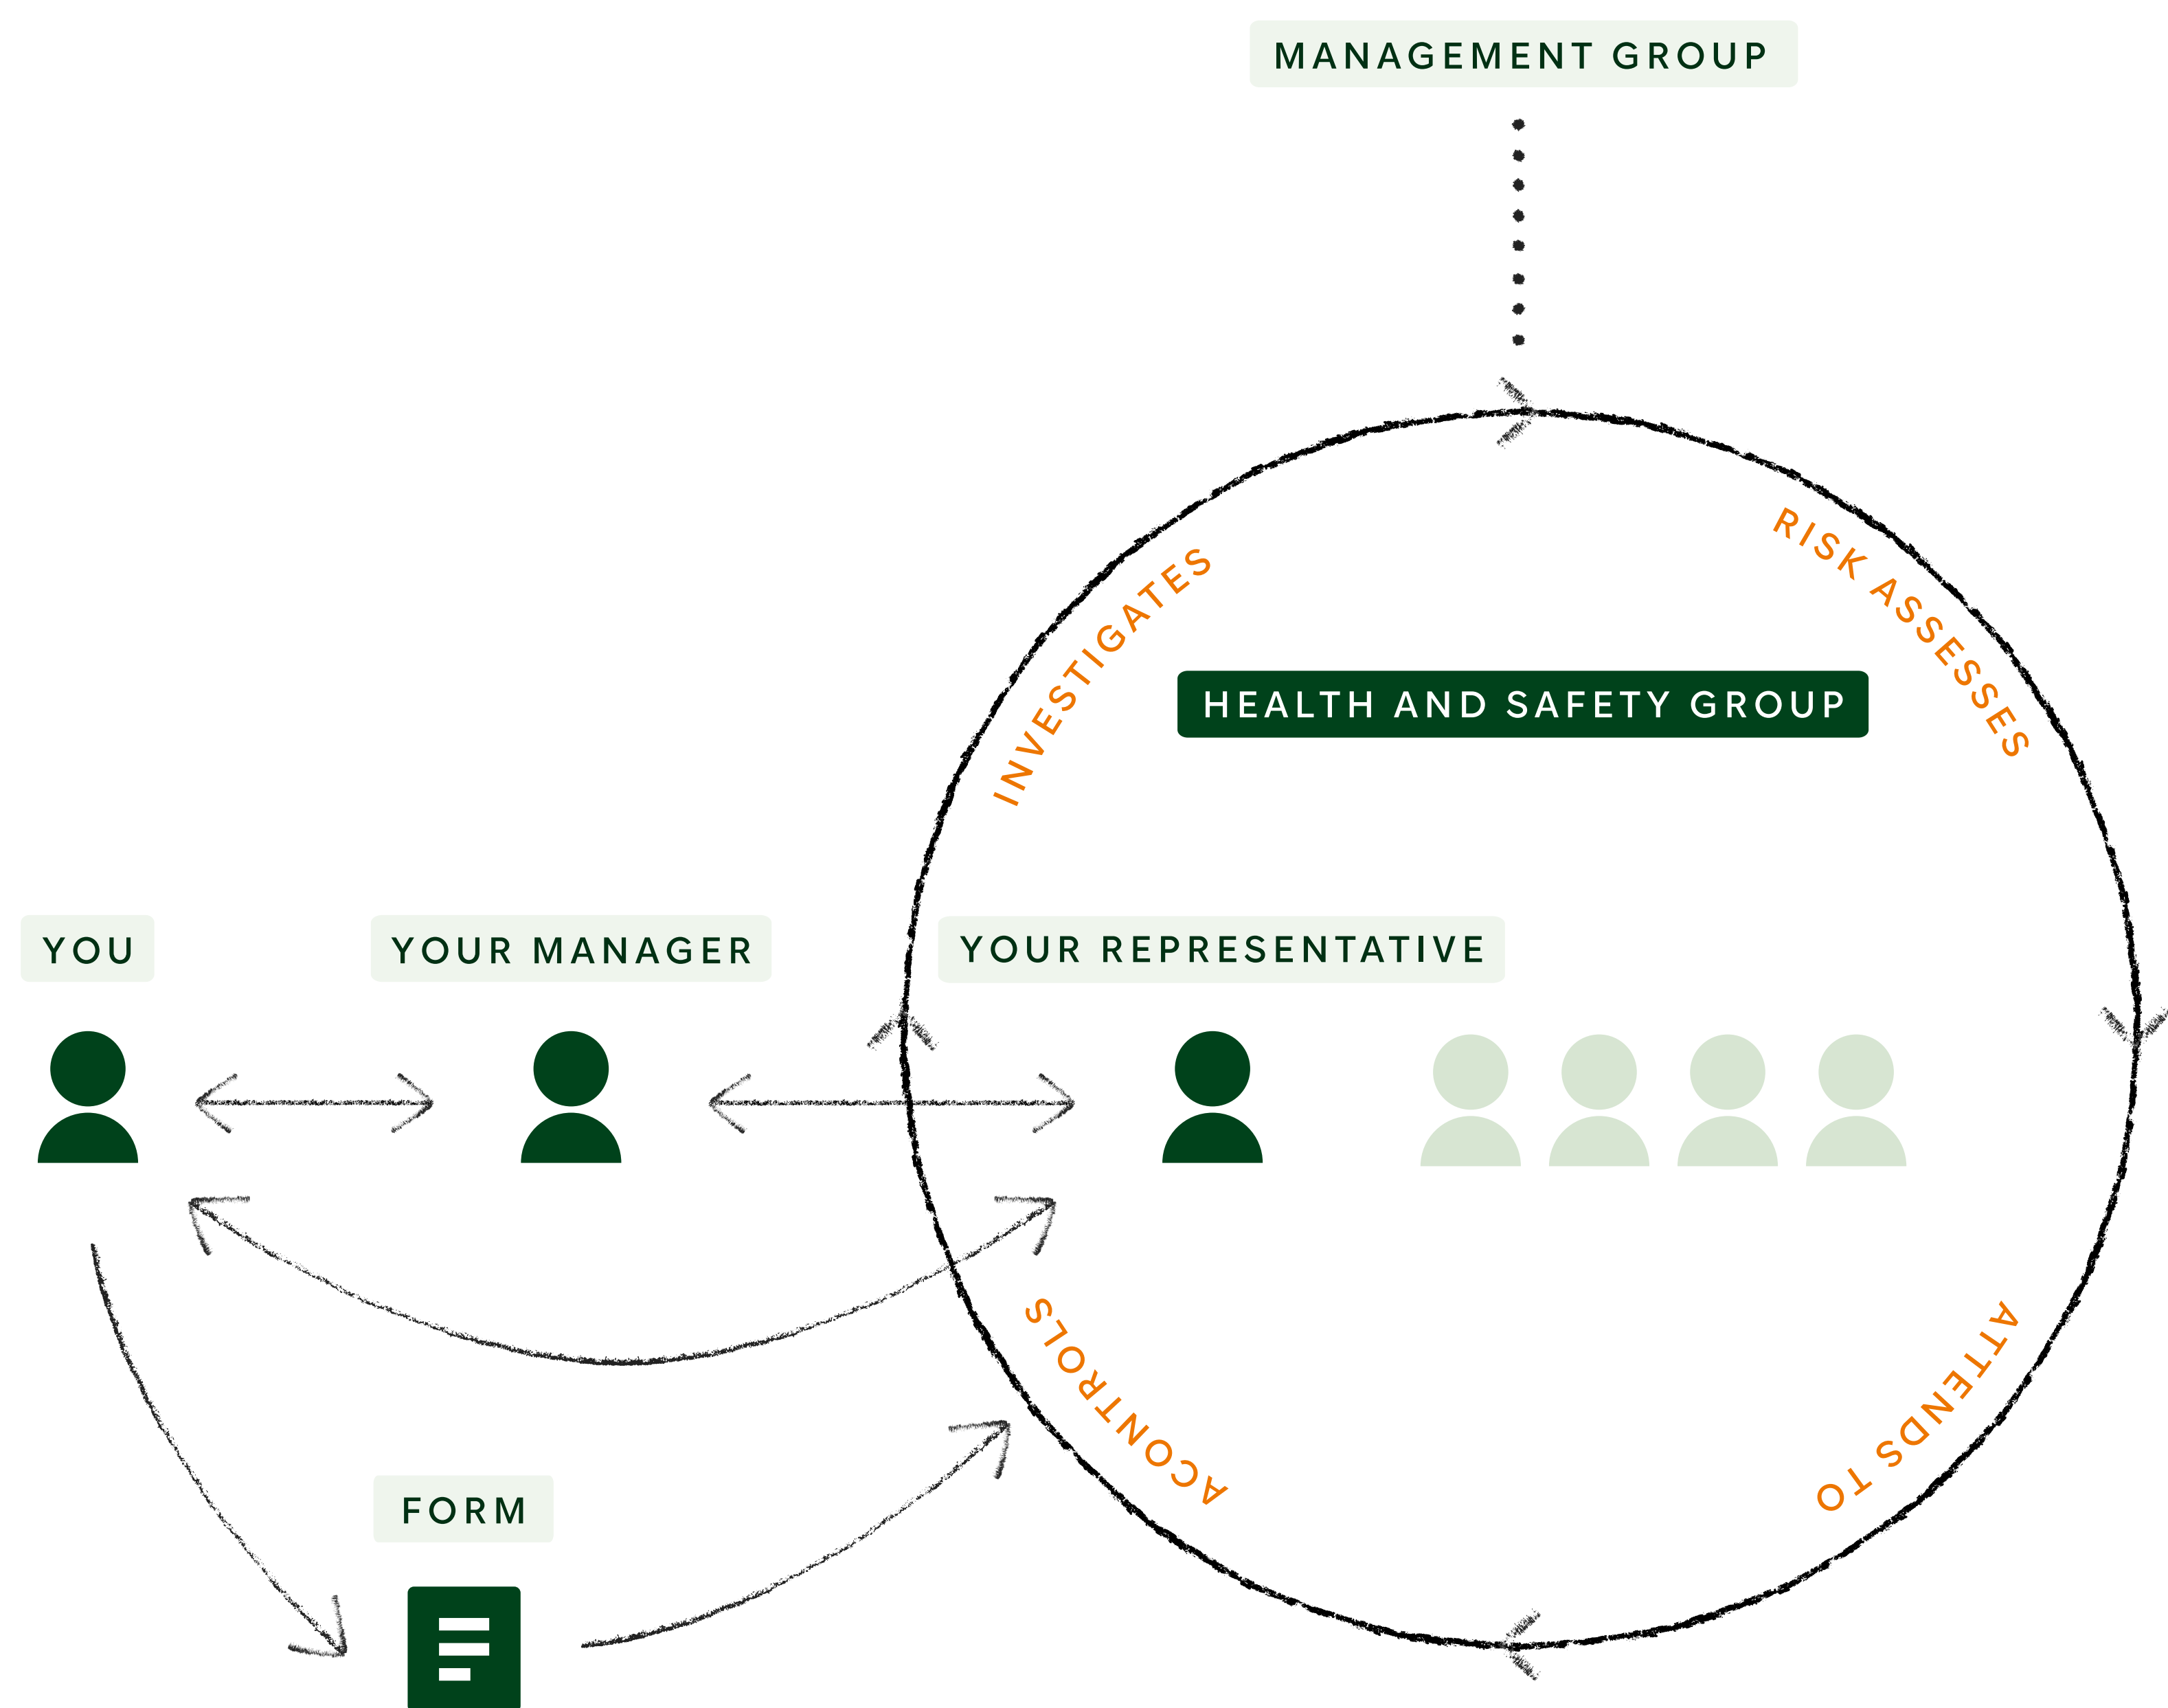 MANAGEMENT GROUP
INVESTIGATES
RISK ASSESSES
HEALTH AND SAFETY GROUP
YOU
YOUR MANAGER
YOUR REPRESENTATIVE
ACONTROLS
ATTENDS TO
FORM